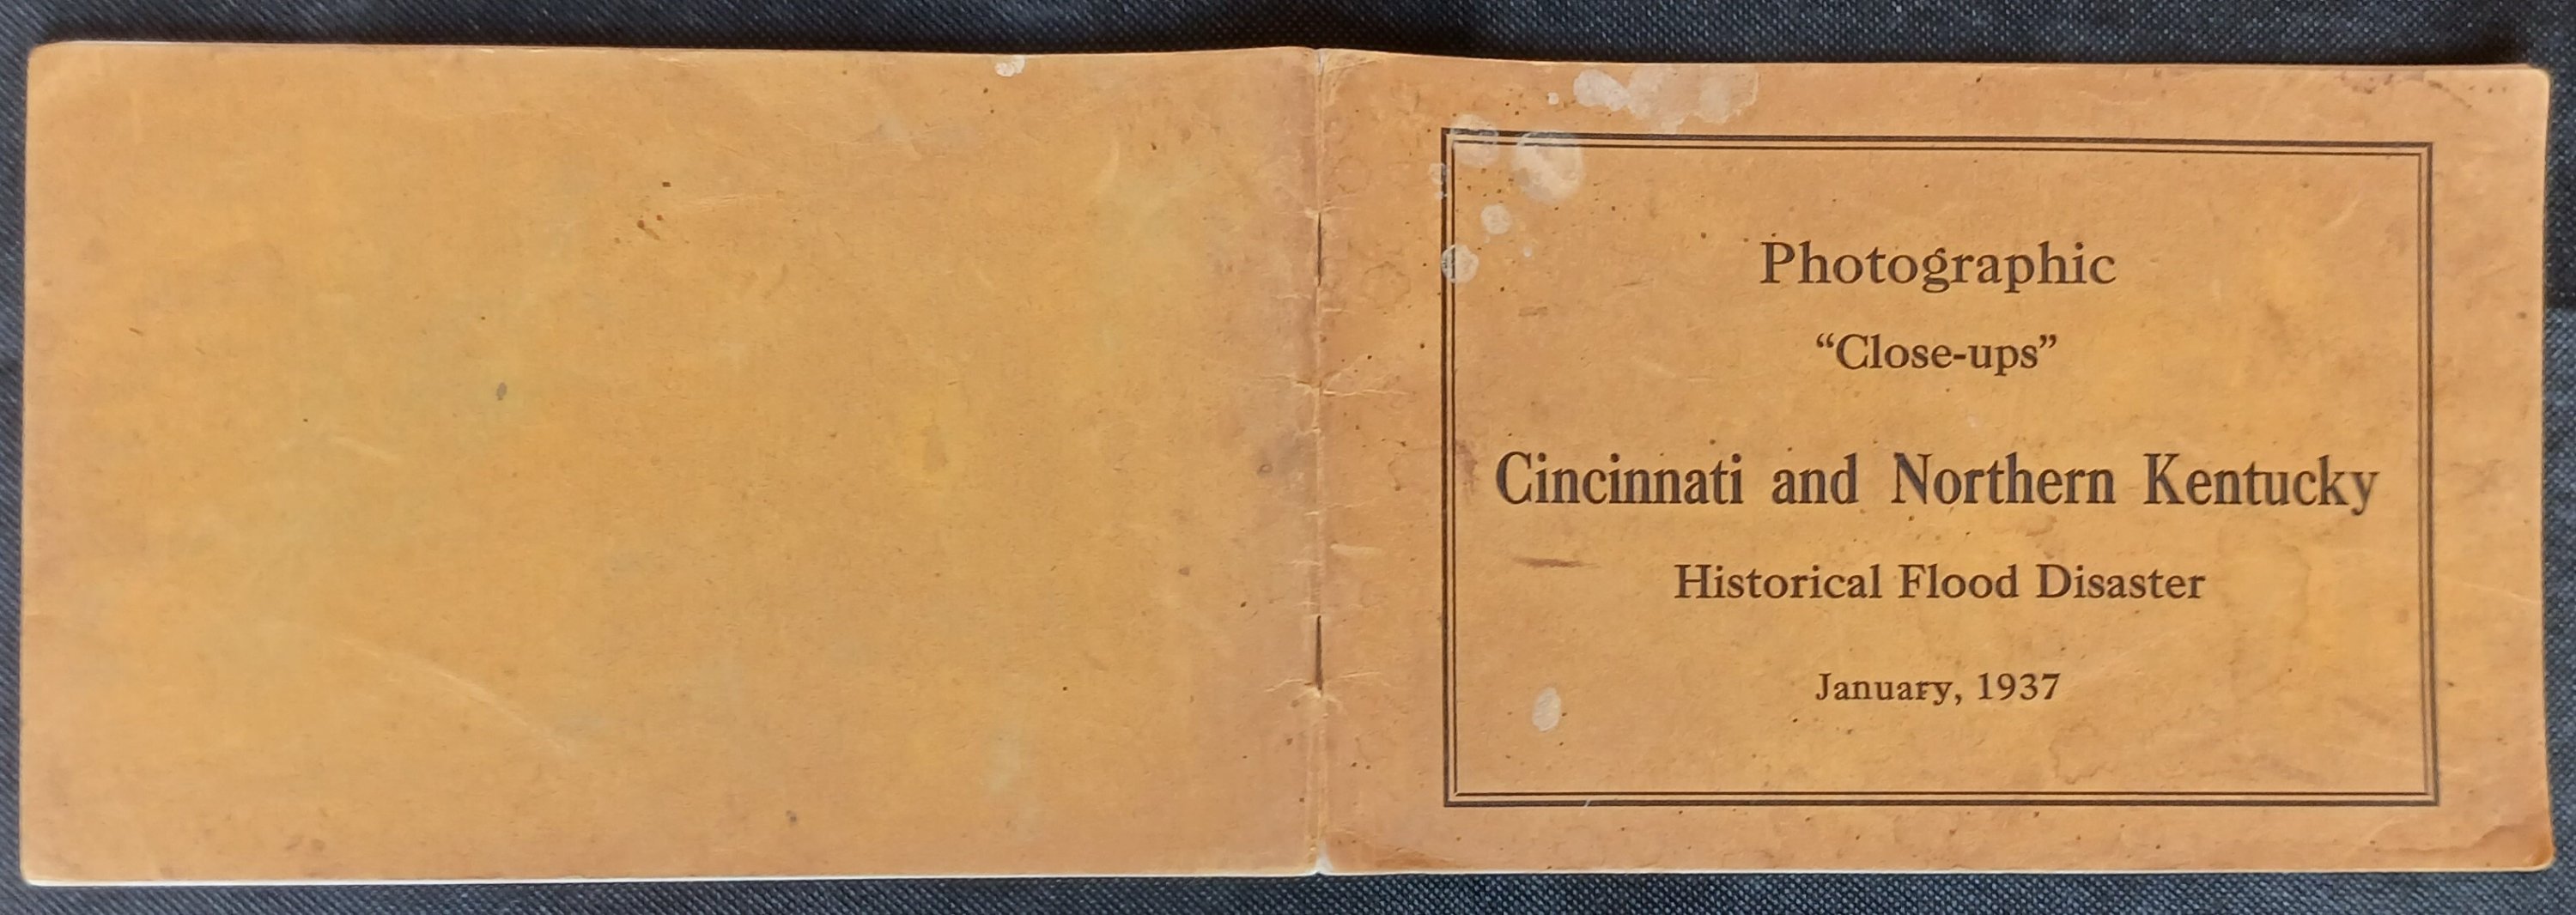 Photographic
“Close-ups”
Cincinnati and Northern Kentucky
Historical Flood Disaster
January, 1937